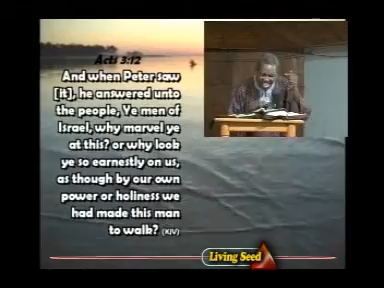 Acts 3:12
And when Peter saw
[it], he answered unto
the people, Ye men of
Israel, why marvel ye
at this? or why look
ye so earnestly on us,
as though by our own
power or holiness we
had made this man
to walk? (KJV)
Living Seed